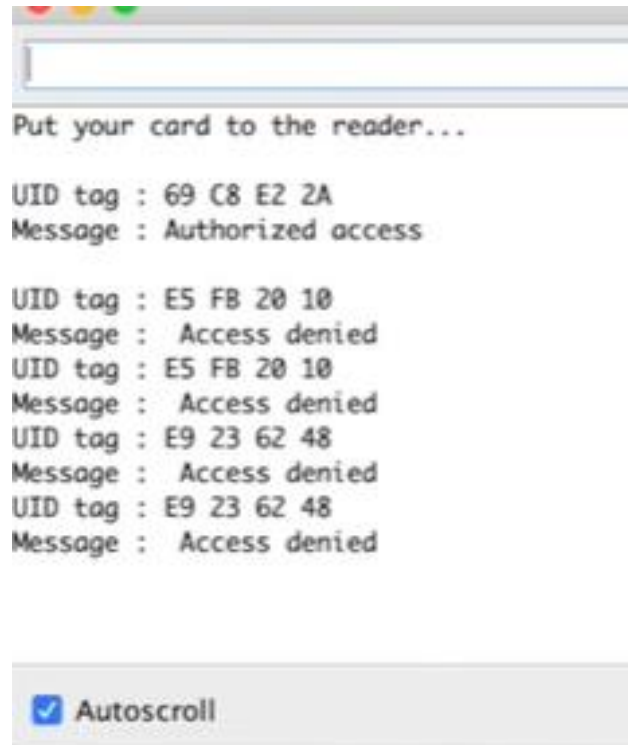 Put your card to the reader...
UID tag : 69 C8 E2 2A
Message : Authorized access
UID tag : E5 FB 20 10
Message :  Access denied
UID tag : E5 FB 20 10
Message :  Access denied
UID tag : E9 23 62 48
Message :  Access denied
UID tag : E9 23 62 48
Message :  Access denied
Autoscroll